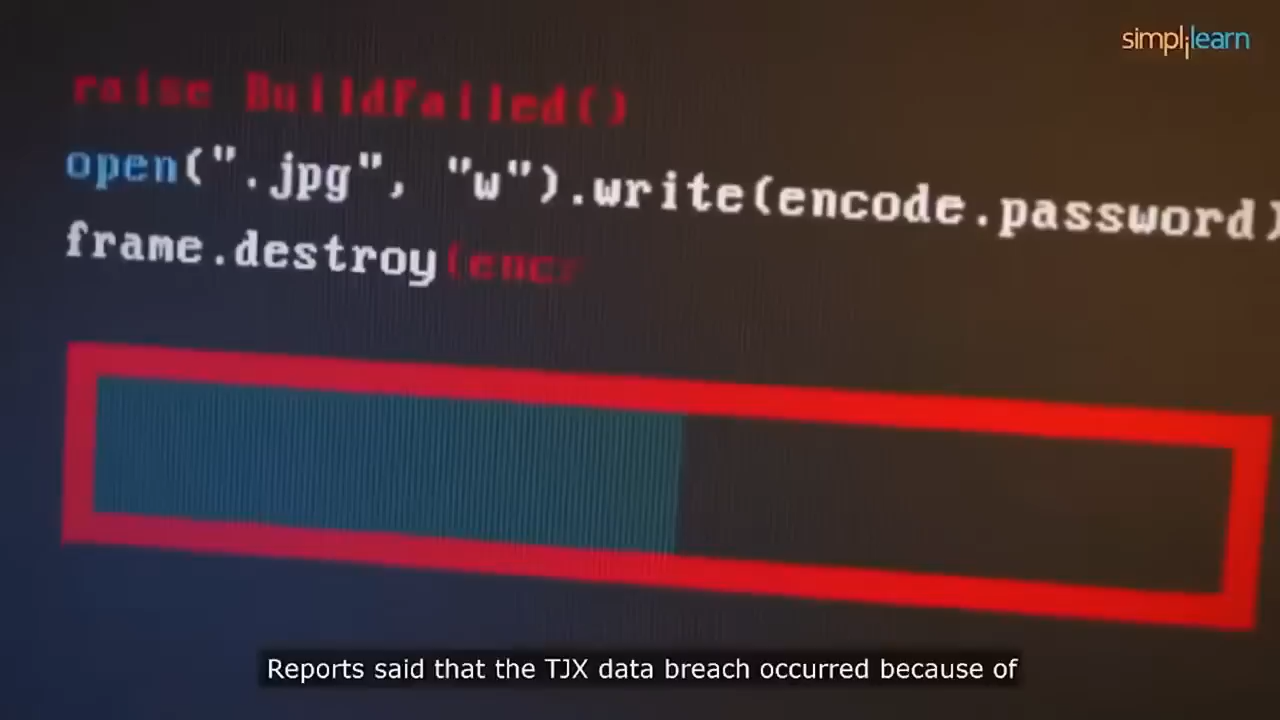 simplilearn
raise BuildFailed()
open(".jpg", "w").write(encode.password)
frame.destroy(enc
Reports said that the TJX data breach occurred because of